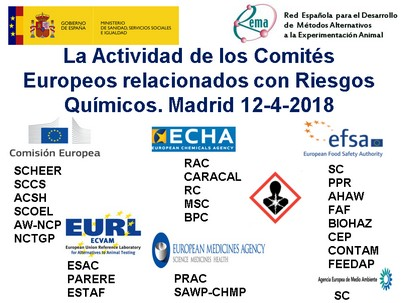 GOBIERNO
DE ESPAÑA
MINISTERIO
DE SANIDAD, SERVICIOS SOCIALES
E IGUALDAD
Rema
Red Española para el Desarrollo
de Métodos Alternativos
a la Experimentación Animal
La Actividad de los Comités
Europeos relacionados con Riesgos
Químicos. Madrid 12-4-2018
Comisión Europea
SCHEER
SCCS
ACSH
SCOEL
AW-NCP
NCTGP
ECHA
EUROPEAN CHEMICALS AGENCY
RAC
CARACAL
RC
MSC
BPC
efsa
European Food Safety Authority
SC
PPR
AHAW
FAF
BIOHAZ
CEP
CONTAM
FEEDAP
EURL
ECVAM
European Union Reference Laboratory
for Alternatives to Animal Testing
ESAC
PARERE
ESTAF
EUROPEAN MEDICINES AGENCY
SCIENCE MEDICINES HEALTH
PRAC
SAWP-CHMP
Agencia Europea de Medio Ambiente
SC